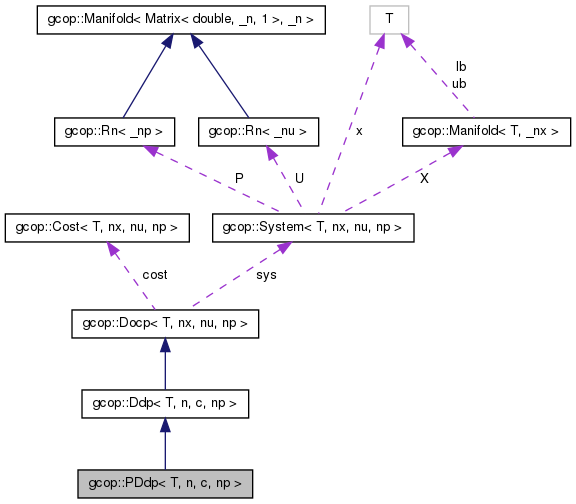 gcop::Manifold< Matrix< double, _n, 1 >, _n >
T
lb
ub
gcop::Rn< _np >
gcop::Rn< _nu >
x
gcop::Manifold< T, _nx >
P
U
X
gcop::Cost< T, nx, nu, np >
gcop::System< T, nx, nu, np >
cost
sys
gcop::Docp< T, nx, nu, np >
gcop::Ddp< T, n, c, np >
gcop::PDdp< T, n, c, np >